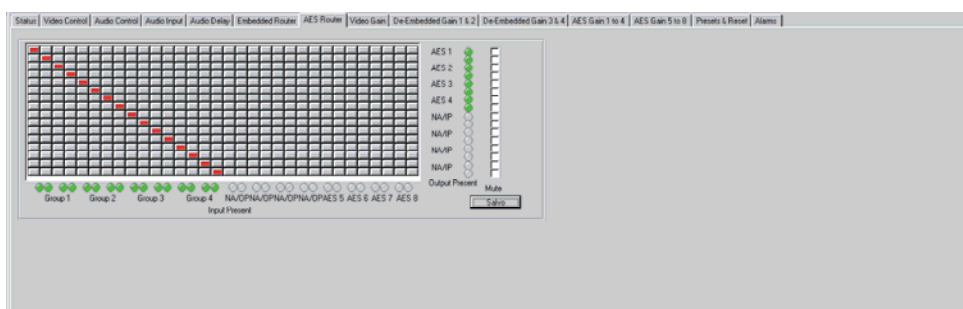 Status Video Control Audio Control Audio Input Audio Delay Embedded Router AES Router Video Gain De-Embedded Gain 1 & 2 De-Embedded Gain 3 & 4 AES Gain 1 to 4 AES Gain 5 to 8 Presets & Reset Alarms
AES 1
AES 2
AES 3
AES 4
NA/IP
NA/IP
NA/IP
NA/IP
Output Present Mute
Group 1 Group 2 Group 3 Group 4 NA/OP NA/OP NA/OP NA/OP AES 5 AES 6 AES 7 AES 8
Input Present
Salvo